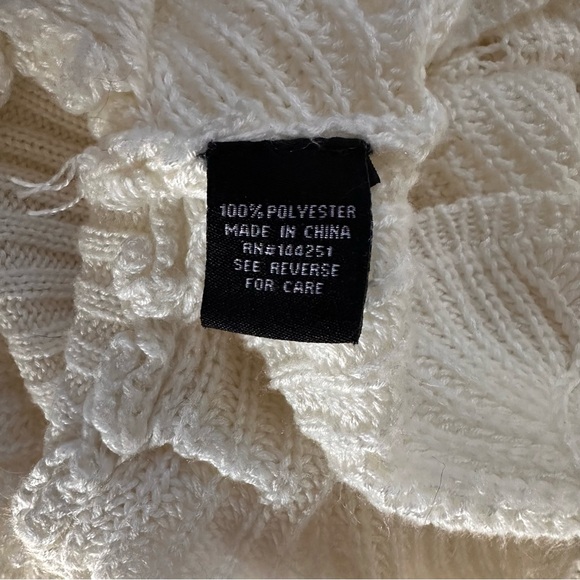 100% POLYESTER
MADE IN CHINA
RN#144251
SEE REVERSE
FOR CARE